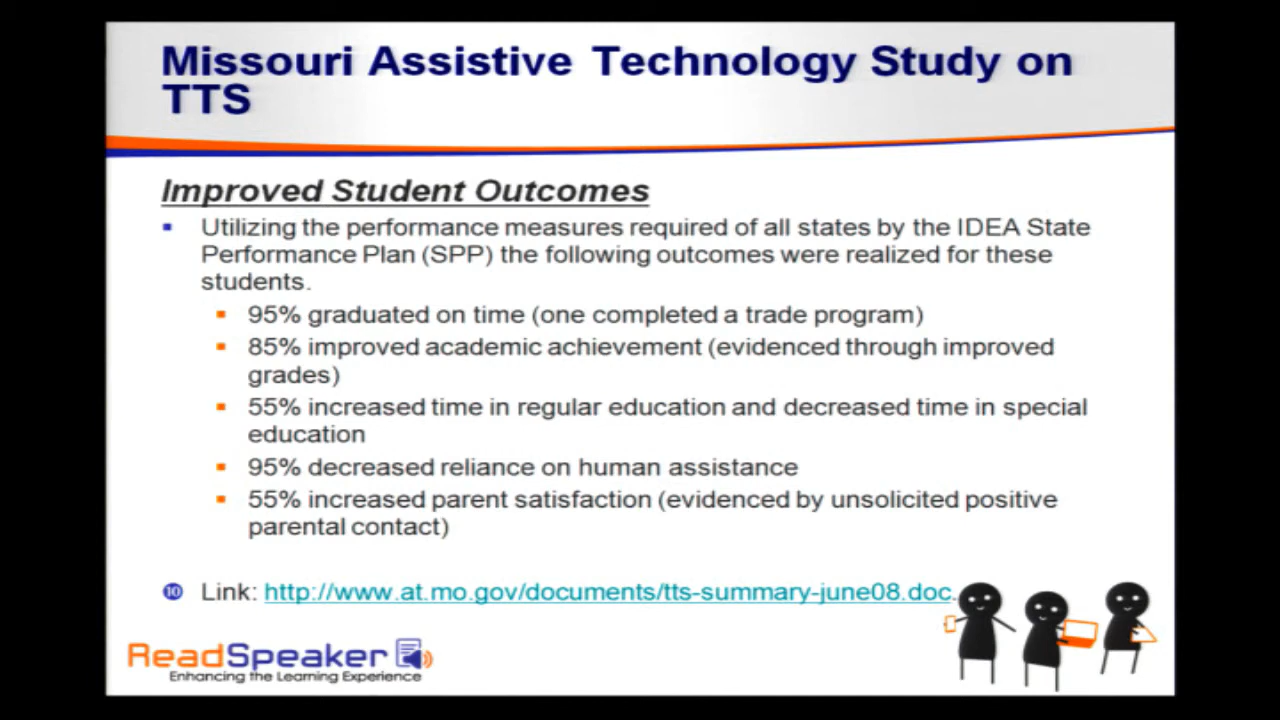 Missouri Assistive Technology Study on
TTS
Improved Student Outcomes
Utilizing the performance measures required of all states by the IDEA State
Performance Plan (SPP) the following outcomes were realized for these
students.
95% graduated on time (one completed a trade program)
85% improved academic achievement (evidenced through improved
grades)
55% increased time in regular education and decreased time in special
education
95% decreased reliance on human assistance
55% increased parent satisfaction (evidenced by unsolicited positive
parental contact)
❿ Link: http://www.at.mo.gov/documents/tts-summary-june08.doc.
ReadSpeaker
Enhancing the Learning Experience